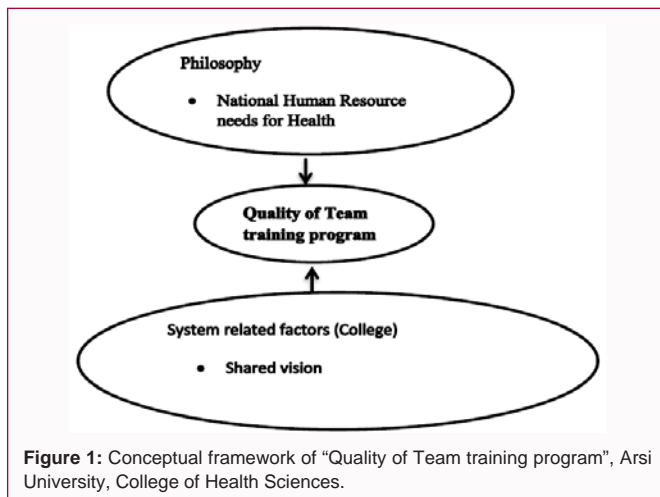 Philosophy
• National Human Resource
needs for Health
Quality of Team
training program
System related factors (College)
• Shared vision
Figure 1: Conceptual framework of “Quality of Team training program”, Arsi
University, College of Health Sciences.